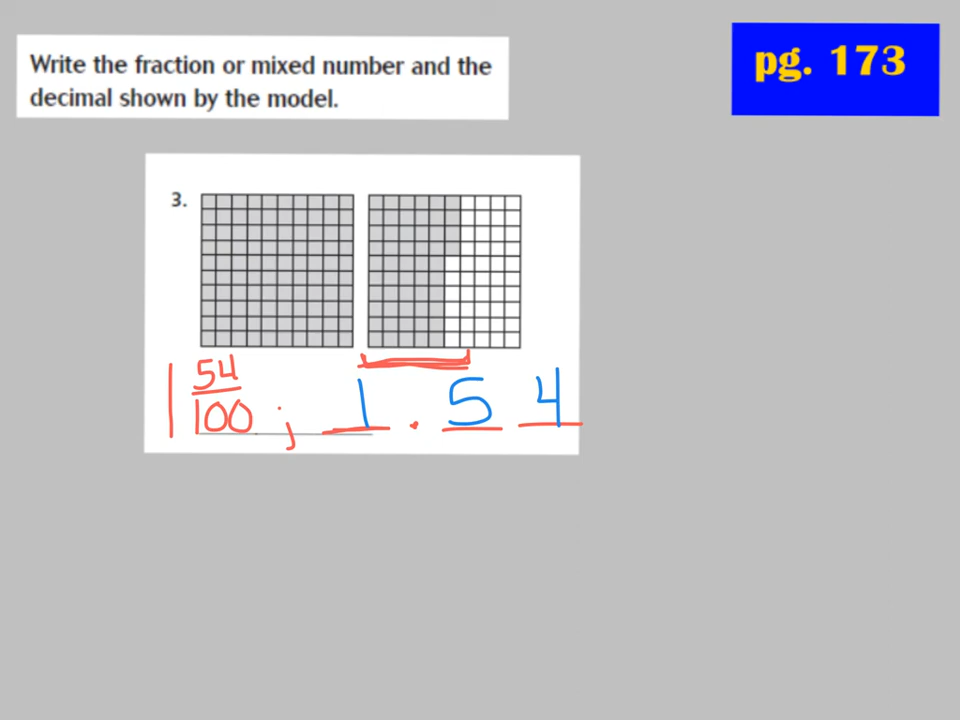 Write the fraction or mixed number and the
decimal shown by the model.
pg. 173
3.
1 54/100 ; 1 . 5 4